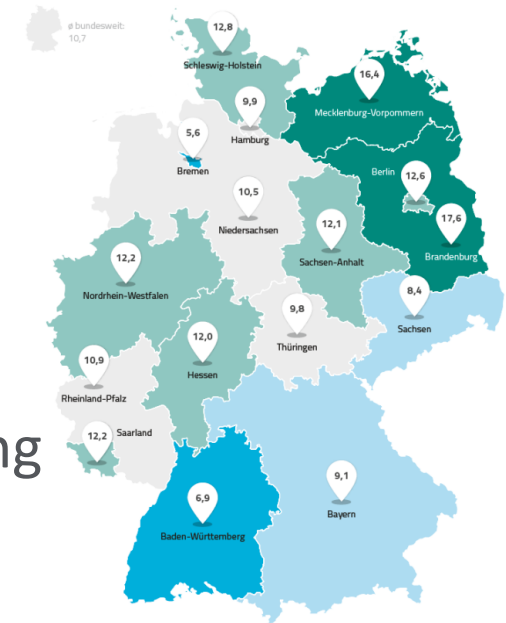 ø bundesweit:
10,7
12,8
Schleswig-Holstein
16,4
Mecklenburg-Vorpommern
9,9
Hamburg
5,6
Bremen
Berlin
12,6
10,5
Niedersachsen
12,1
Sachsen-Anhalt
17,6
Brandenburg
12,2
Nordrhein-Westfalen
8,4
Sachsen
9,8
Thüringen
12,0
Hessen
10,9
Rheinland-Pfalz
12,2
Saarland
ng
9,1
Bayern
6,9
Baden-Württemberg